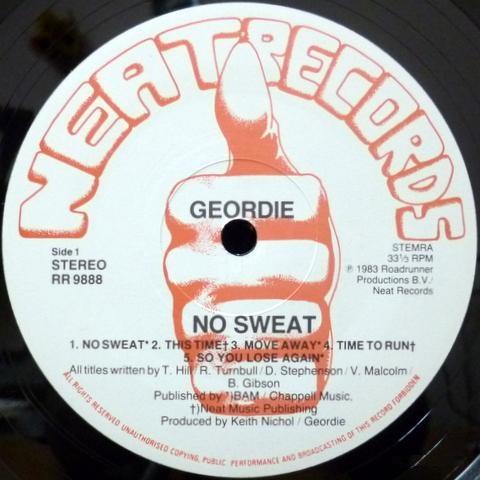 NEAT RECORDS
GEORDIE
Side 1
STEREO
RR 9888
STEMRA
33⅓ RPM
℗ 1983 Roadrunner
Productions B.V./
Neat Records
NO SWEAT
1. NO SWEAT* 2. THIS TIME† 3. MOVE AWAY* 4. TIME TO RUN†
5. SO YOU LOSE AGAIN*
All titles written by T. Hill/ R. Turnbull/ D. Stephenson/ V. Malcolm/
B. Gibson
Published by *)BAM / Chappell Music,
†)Neat Music Publishing
Produced by Keith Nichol / Geordie
ALL RIGHTS RESERVED UNAUTHORISED COPYING, PUBLIC PERFORMANCE AND BROADCASTING OF THIS RECORD FORBIDDEN